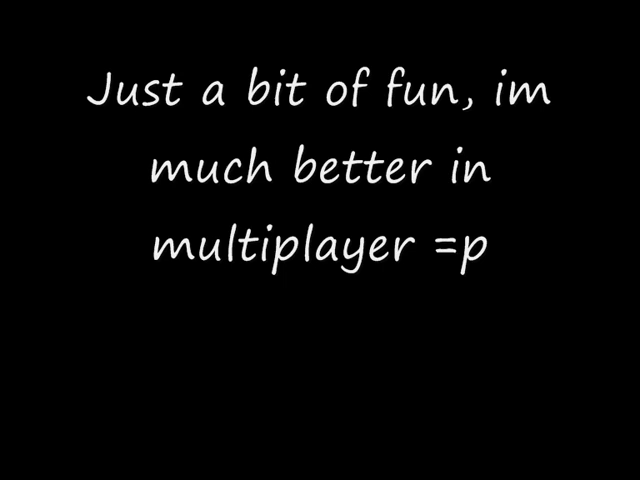 Just a bit of fun, im
much better in
multiplayer =p